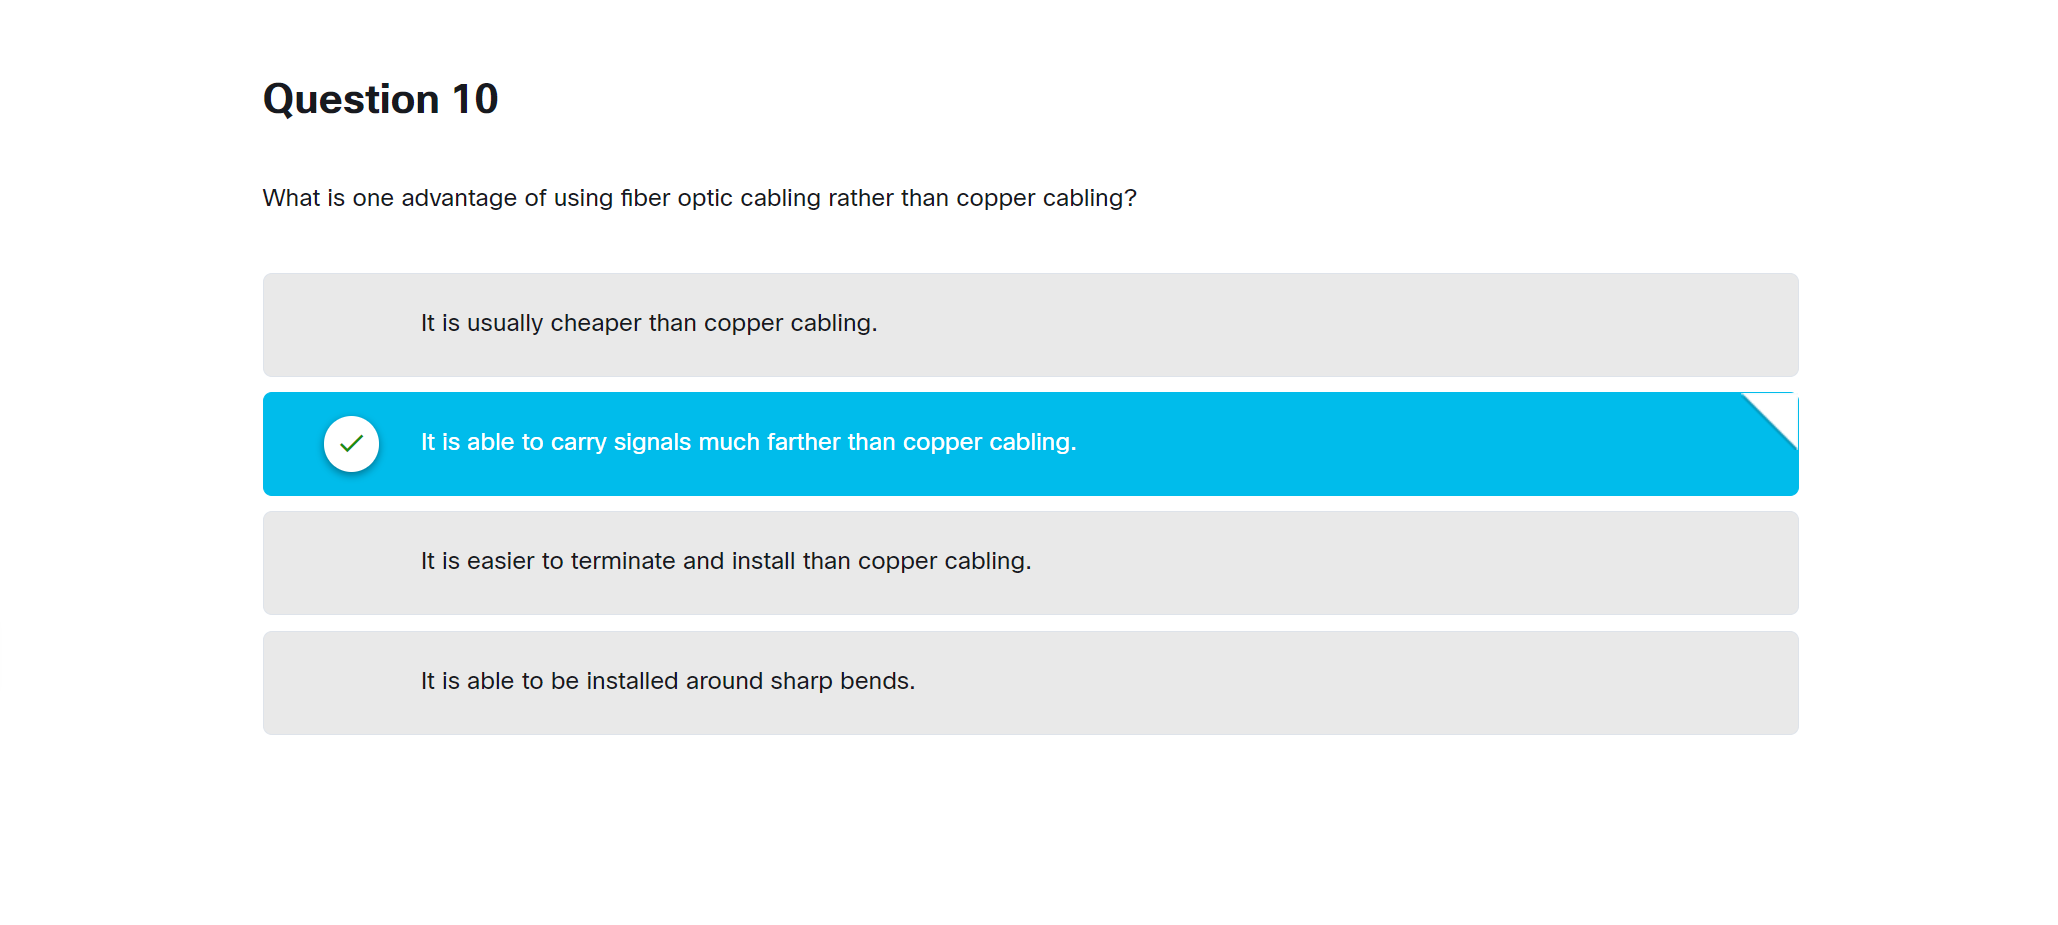 Question 10
What is one advantage of using fiber optic cabling rather than copper cabling?
It is usually cheaper than copper cabling.
It is able to carry signals much farther than copper cabling.
It is easier to terminate and install than copper cabling.
It is able to be installed around sharp bends.